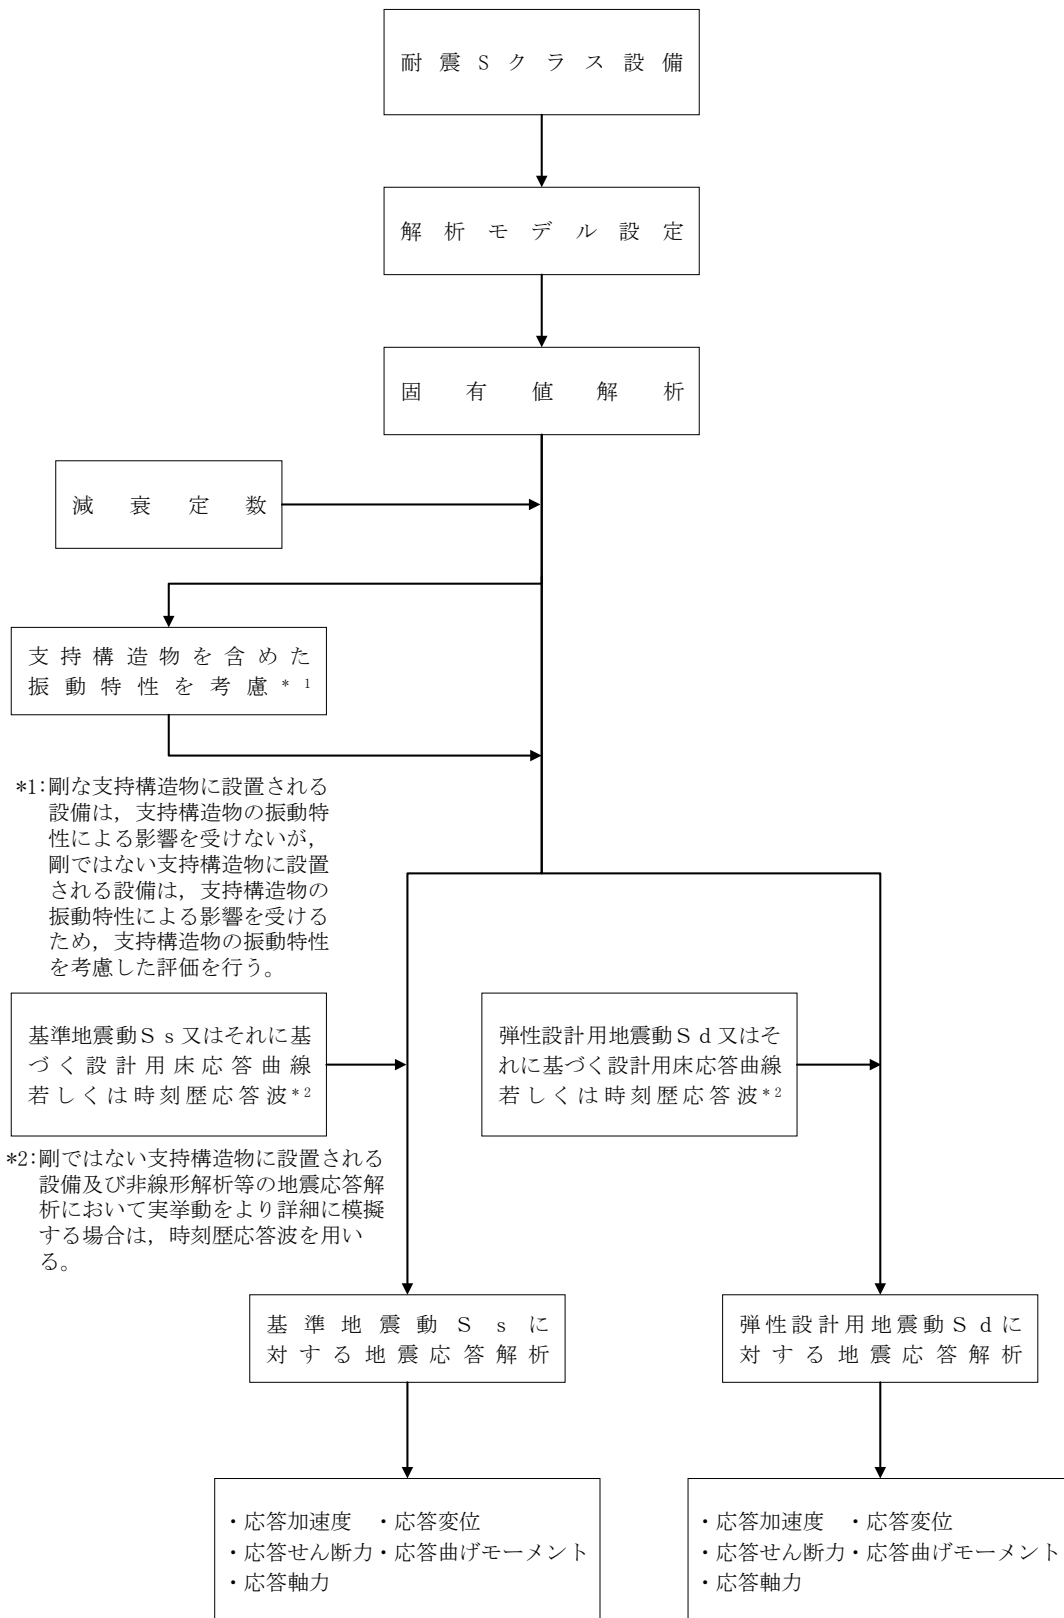 耐震Sクラス設備
解析モデル設定
固有値解析
減衰定数
支持構造物を含めた
振動特性を考慮*1
*1:剛な支持構造物に設置される
設備は，支持構造物の振動特
性による影響を受けないが，
剛ではない支持構造物に設置
される設備は，支持構造物の
振動特性による影響を受ける
ため，支持構造物の振動特性
を考慮した評価を行う。
基準地震動Ｓｓ又はそれに基
づく設計用床応答曲線
若しくは時刻歴応答波*2
弾性設計用地震動Ｓｄ又はそ
れに基づく設計用床応答曲線
若しくは時刻歴応答波*2
*2:剛ではない支持構造物に設置される
設備及び非線形解析等の地震応答解
析において実挙動をより詳細に模擬
する場合は，時刻歴応答波を用い
る。
基準地震動Ｓｓに
対する地震応答解析
弾性設計用地震動Ｓｄに
対する地震応答解析
・応答加速度　・応答変位
・応答せん断力・応答曲げモーメント
・応答軸力
・応答加速度　・応答変位
・応答せん断力・応答曲げモーメント
・応答軸力